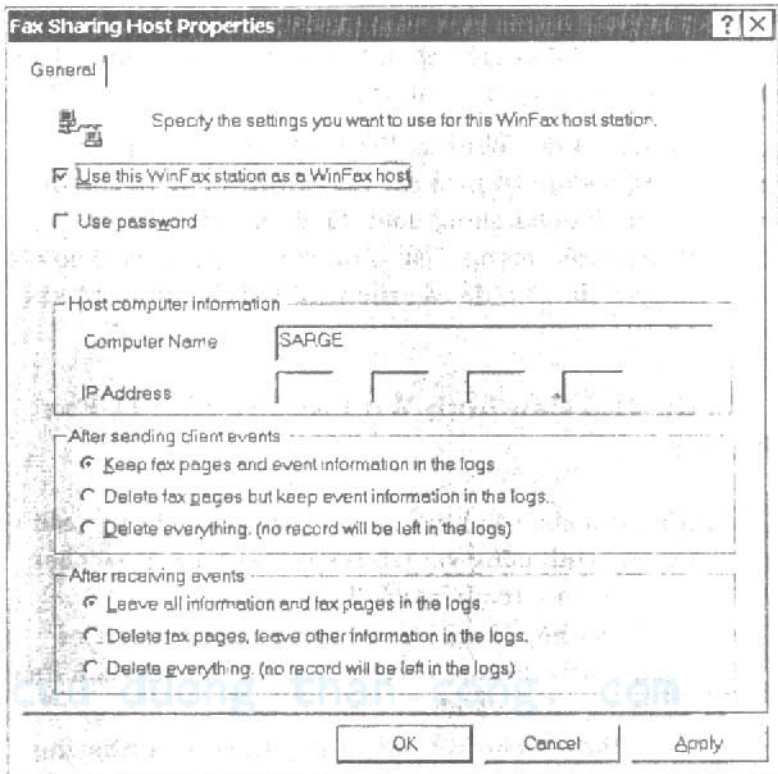 Fax Sharing Host Properties
General
Specify the settings you want to use for this WinFax host station.
Use this WinFax station as a WinFax host
Use password
Host computer information
Computer Name SARGE
IP Address
After sending client events
Keep fax pages and event information in the logs
Delete fax pages but keep event information in the logs.
Delete everything. (no record will be left in the logs)
After receiving events
Leave all information and fax pages in the logs.
Delete fax pages, leave other information in the logs.
Delete everything. (no record will be left in the logs)
cuu duong than cong. com
OK Cancel Apply